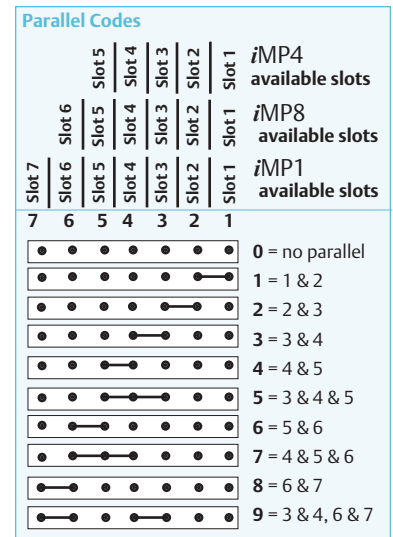 Parallel Codes
Slot 5 Slot 4 Slot 3 Slot 2 Slot 1 iMP4
available slots
Slot 6 Slot 5 Slot 4 Slot 3 Slot 2 Slot 1 iMP8
available slots
Slot 7 Slot 6 Slot 5 Slot 4 Slot 3 Slot 2 Slot 1 iMP1
available slots
7 6 5 4 3 2 1
0 = no parallel
1 = 1 & 2
2 = 2 & 3
3 = 3 & 4
4 = 4 & 5
5 = 3 & 4 & 5
6 = 5 & 6
7 = 4 & 5 & 6
8 = 6 & 7
9 = 3 & 4, 6 & 7